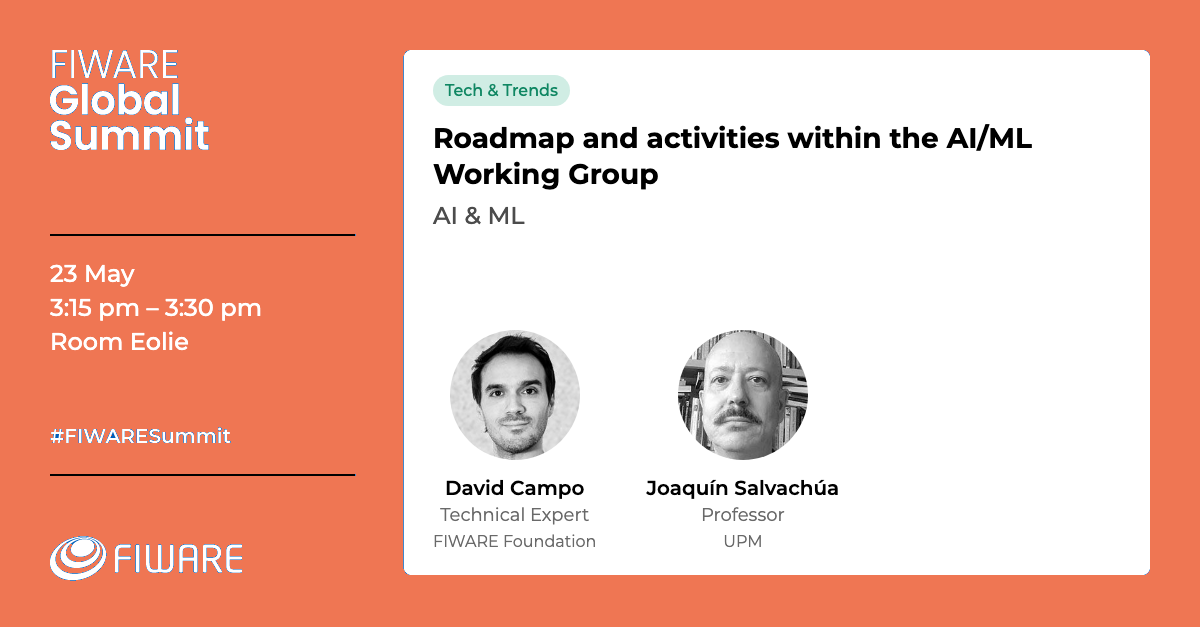 FIWARE
Global
Summit
23 May
3:15 pm – 3:30 pm
Room Eolie
#FIWARESummit
FIWARE
Tech & Trends
Roadmap and activities within the AI/ML
Working Group
AI & ML
David Campo
Technical Expert
FIWARE Foundation
Joaquín Salvachúa
Professor
UPM